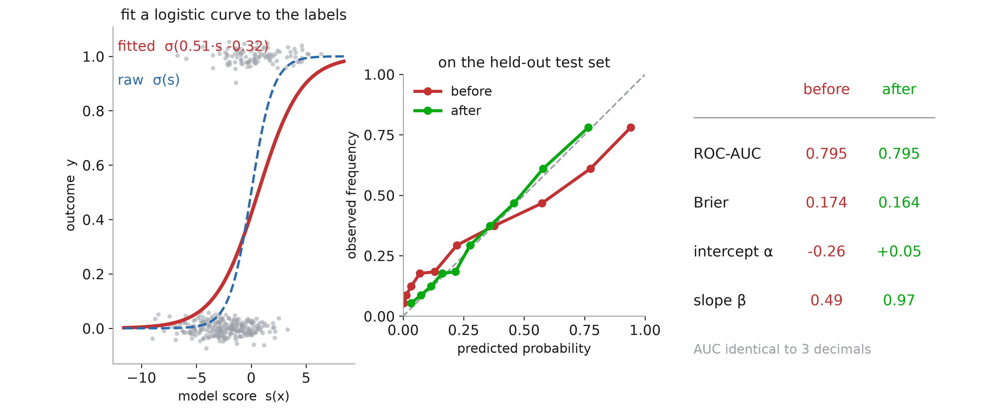 fit a logistic curve to the labels
fitted  σ(0.51·s -0.32)
raw  σ(s)
1.0
0.8
0.6
0.4
0.2
0.0
outcome  y
−10
−5
0
5
model score  s(x)
on the held-out test set
before
after
1.00
0.75
0.50
0.25
0.00
observed frequency
0.00
0.25
0.50
0.75
1.00
predicted probability
before after
ROC-AUC 0.795 0.795
Brier 0.174 0.164
intercept α -0.26 +0.05
slope β 0.49 0.97
AUC identical to 3 decimals